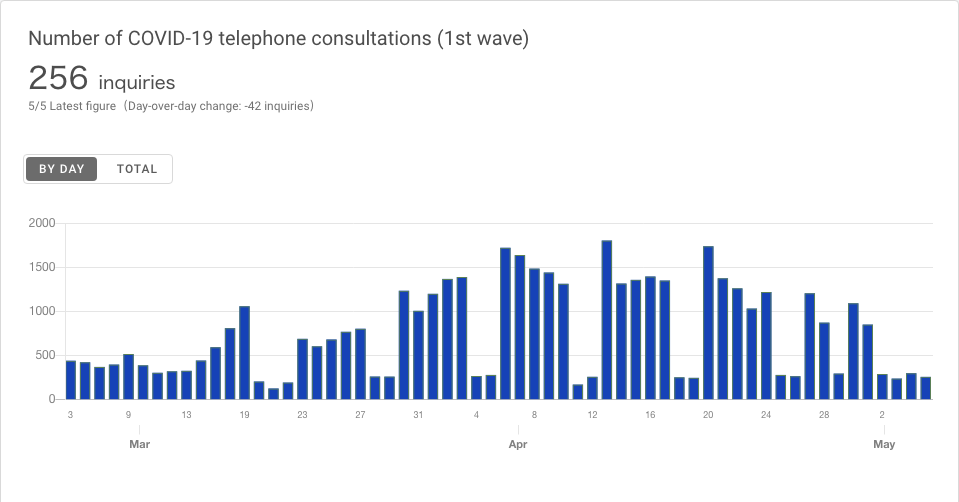 Number of COVID-19 telephone consultations (1st wave)
256 inquiries
5/5 Latest figure（Day-over-day change: -42 inquiries）
BY DAY TOTAL
2000
1500
1000
500
0
3 9 13 19 23 27 31 4 8 12 16 20 24 28 2
Mar Apr May